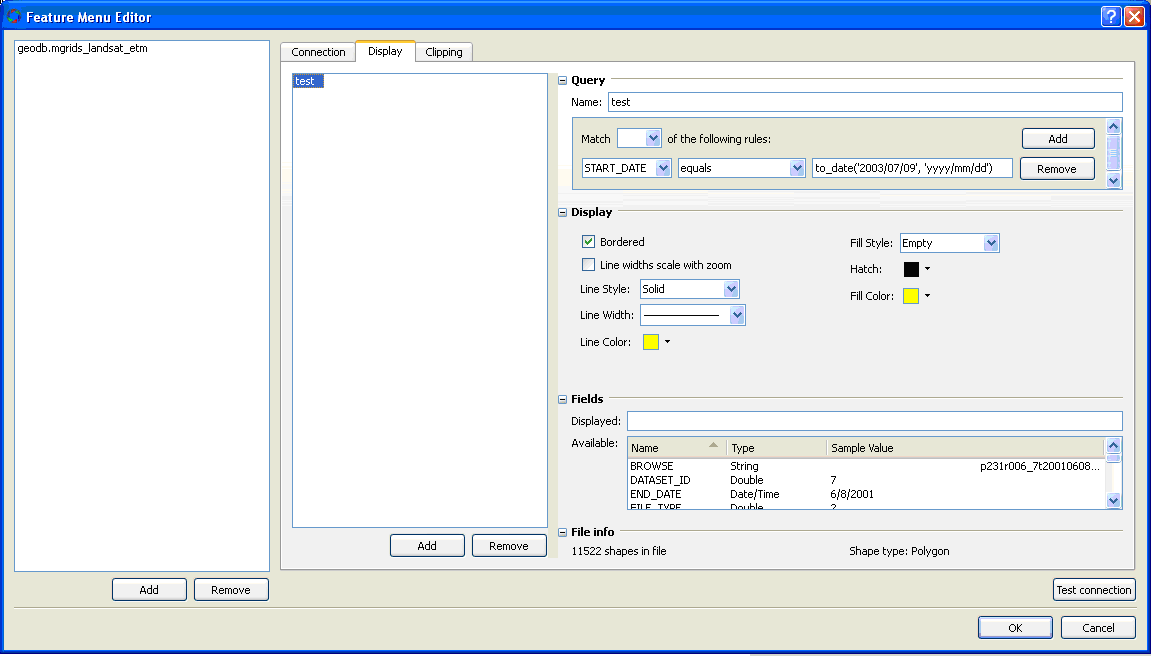 Feature Menu Editor
geodb.mgrids_landsat_etm
Connection Display Clipping
test
Query
Name: test
Match of the following rules: Add
START_DATE equals to_date('2003/07/09', 'yyyy/mm/dd') Remove
Display
Bordered
Line widths scale with zoom
Line Style: Solid
Line Width:
Line Color:
Fill Style: Empty
Hatch:
Fill Color:
Fields
Displayed:
Available:
Name Type Sample Value
BROWSE String p231r006_7t20010608...
DATASET_ID Double 7
END_DATE Date/Time 6/8/2001
FILE_TYPE Double 2
File info
11522 shapes in file Shape type: Polygon
Add Remove
Add Remove
Test connection
OK Cancel